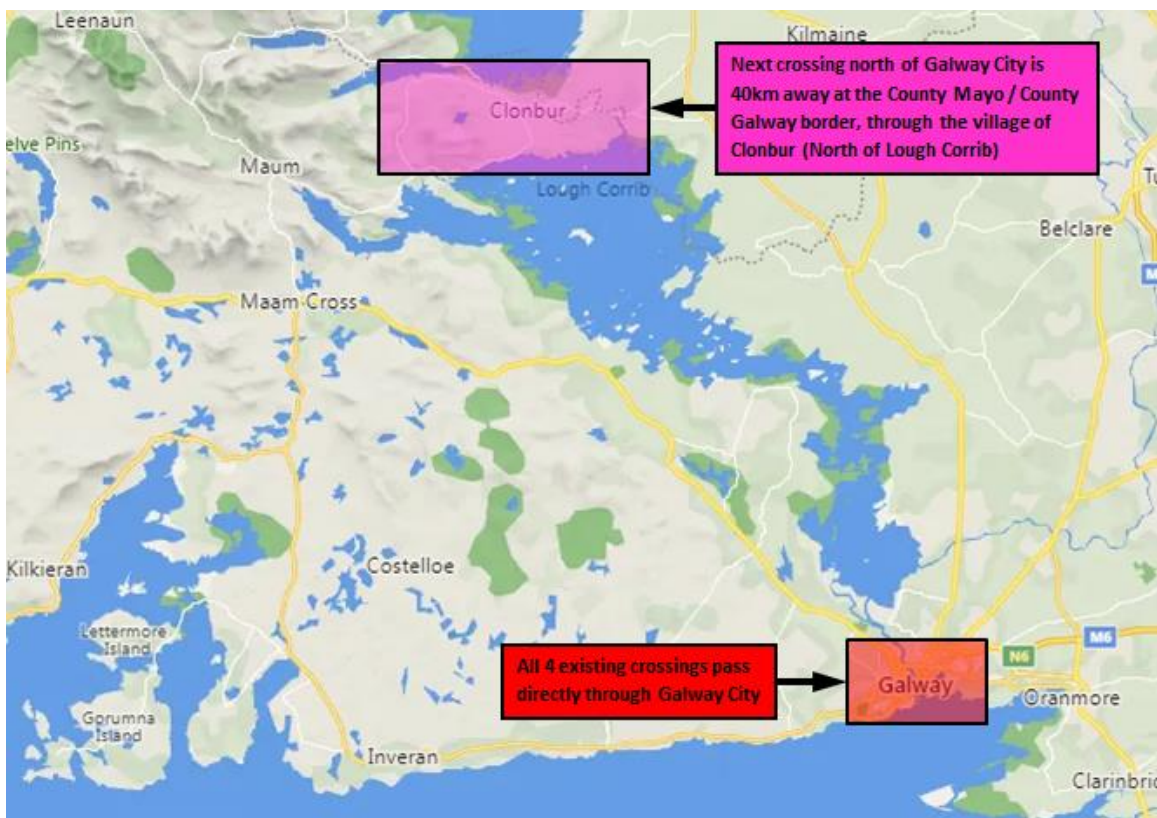 Leenaun
Kilmaine
Next crossing north of Galway City is
40km away at the County Mayo / County
Galway border, through the village of
Clonbur (North of Lough Corrib)
Clonbur
elve Pins
Maum
Lough Corrib
Tu
Belclare
M
Maam Cross
Kilkieran
Costelloe
Lettermore
Island
All 4 existing crossings pass
directly through Galway City
M6
N6
Galway
Oranmore
Gorumna
Island
Inveran
Clarinbrid